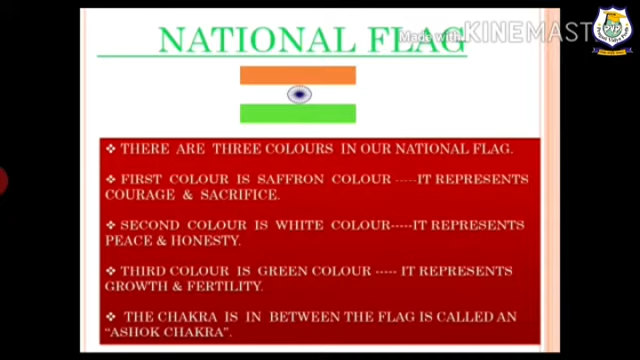 NATIONAL FLAG
Made with KINEMAST
❖ THERE ARE THREE COLOURS IN OUR NATIONAL FLAG.
❖ FIRST COLOUR IS SAFFRON COLOUR -----IT REPRESENTS
COURAGE & SACRIFICE.
❖ SECOND COLOUR IS WHITE COLOUR-----IT REPRESENTS
PEACE & HONESTY.
❖ THIRD COLOUR IS GREEN COLOUR ----- IT REPRESENTS
GROWTH & FERTILITY.
❖ THE CHAKRA IS IN BETWEEN THE FLAG IS CALLED AN
“ASHOK CHAKRA”.
PVP